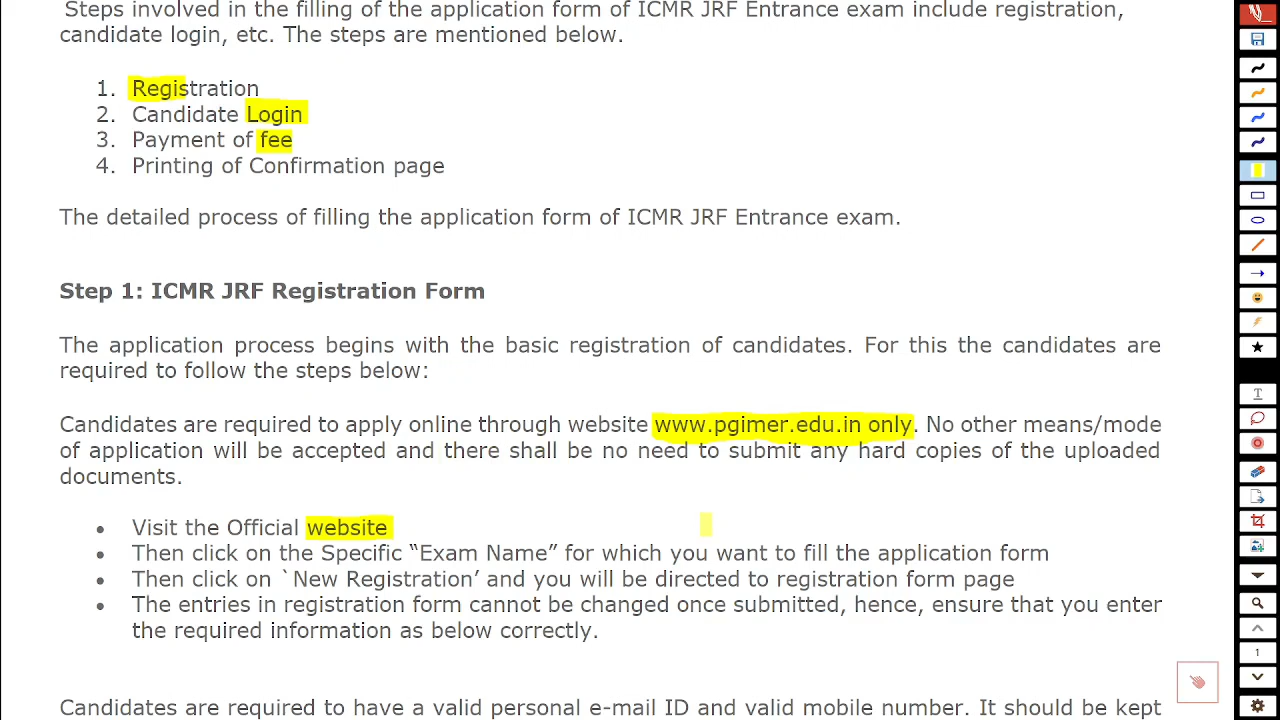 Steps involved in the filling of the application form of ICMR JRF Entrance exam include registration,
candidate login, etc. The steps are mentioned below.
1. Registration
2. Candidate Login
3. Payment of fee
4. Printing of Confirmation page
The detailed process of filling the application form of ICMR JRF Entrance exam.
Step 1: ICMR JRF Registration Form
The application process begins with the basic registration of candidates. For this the candidates are
required to follow the steps below:
Candidates are required to apply online through website www.pgimer.edu.in only. No other means/mode
of application will be accepted and there shall be no need to submit any hard copies of the uploaded
documents.
• Visit the Official website
• Then click on the Specific “Exam Name” for which you want to fill the application form
• Then click on `New Registration’ and you will be directed to registration form page
• The entries in registration form cannot be changed once submitted, hence, ensure that you enter
the required information as below correctly.
Candidates are required to have a valid personal e-mail ID and valid mobile number. It should be kept
T
1